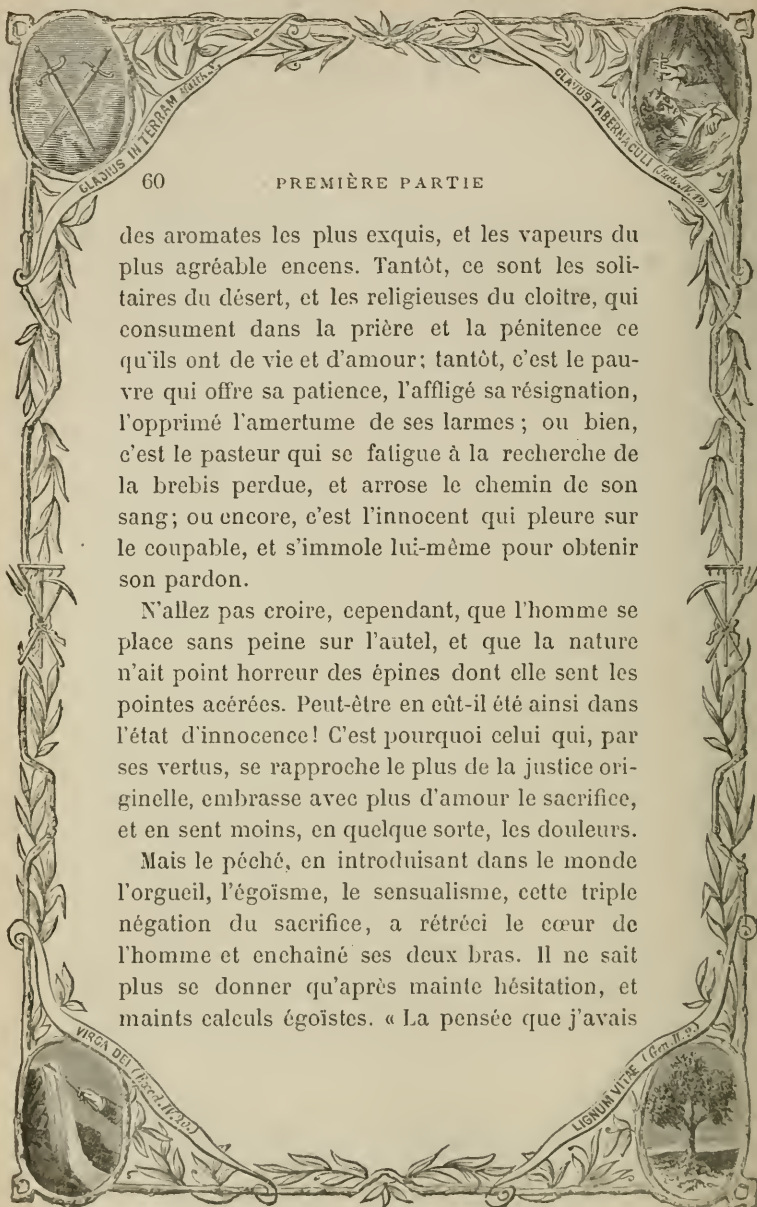 GLADIUS IN TERRAM
CLAVUS TABERNACULI
60 PREMIÈRE PARTIE
des aromates les plus exquis, et les vapeurs du
plus agréable encens. Tantôt, ce sont les soli-
taires du désert, et les religieuses du cloître, qui
consument dans la prière et la pénitence ce
qu'ils ont de vie et d'amour; tantôt, c'est le pau-
vre qui offre sa patience, l'affligé sa résignation,
l'opprimé l'amertume de ses larmes; ou bien,
c'est le pasteur qui se fatigue à la recherche de
la brebis perdue, et arrose le chemin de son
sang; ou encore, c'est l'innocent qui pleure sur
le coupable, et s'immole lui-même pour obtenir
son pardon.
N'allez pas croire, cependant, que l'homme se
place sans peine sur l'autel, et que la nature
n'ait point horreur des épines dont elle sent les
pointes acérées. Peut-être en eût-il été ainsi dans
l'état d'innocence! C'est pourquoi celui qui, par
ses vertus, se rapproche le plus de la justice ori-
ginelle, embrasse avec plus d'amour le sacrifice,
et en sent moins, en quelque sorte, les douleurs.
Mais le péché, en introduisant dans le monde
l'orgueil, l'égoïsme, le sensualisme, cette triple
négation du sacrifice, a rétréci le cœur de
l'homme et enchaîné ses deux bras. Il ne sait
plus se donner qu'après mainte hésitation, et
maints calculs égoïstes. « La pensée que j'avais
VIRGA DEI (Exod. IV. 20.)
LIGNUM VITAE (Gen. II. 9.)